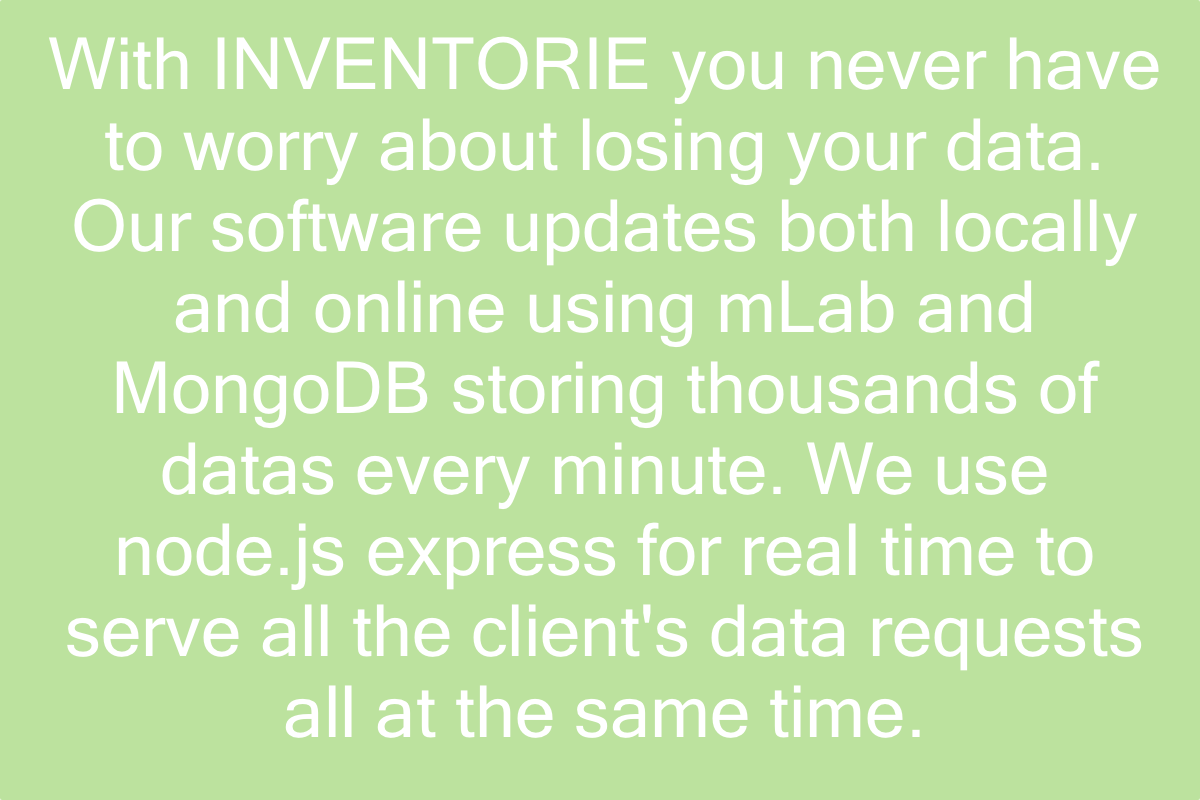 With INVENTORIE you never have
to worry about losing your data.
Our software updates both locally
and online using mLab and
MongoDB storing thousands of
datas every minute. We use
node.js express for real time to
serve all the client's data requests
all at the same time.